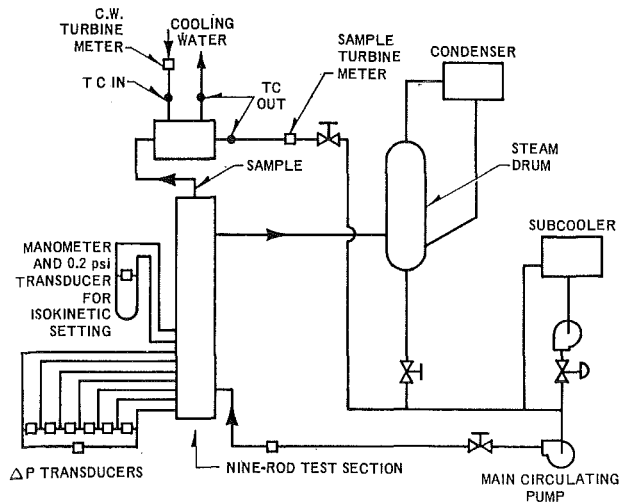 C.W.
TURBINE
METER
COOLING
WATER
T C IN
TC
OUT
SAMPLE
TURBINE
METER
CONDENSER
SAMPLE
STEAM
DRUM
SUBCOOLER
MANOMETER
AND 0.2 psi
TRANSDUCER
FOR
ISOKINETIC
SETTING
△P TRANSDUCERS
NINE-ROD TEST SECTION
MAIN CIRCULATING
PUMP